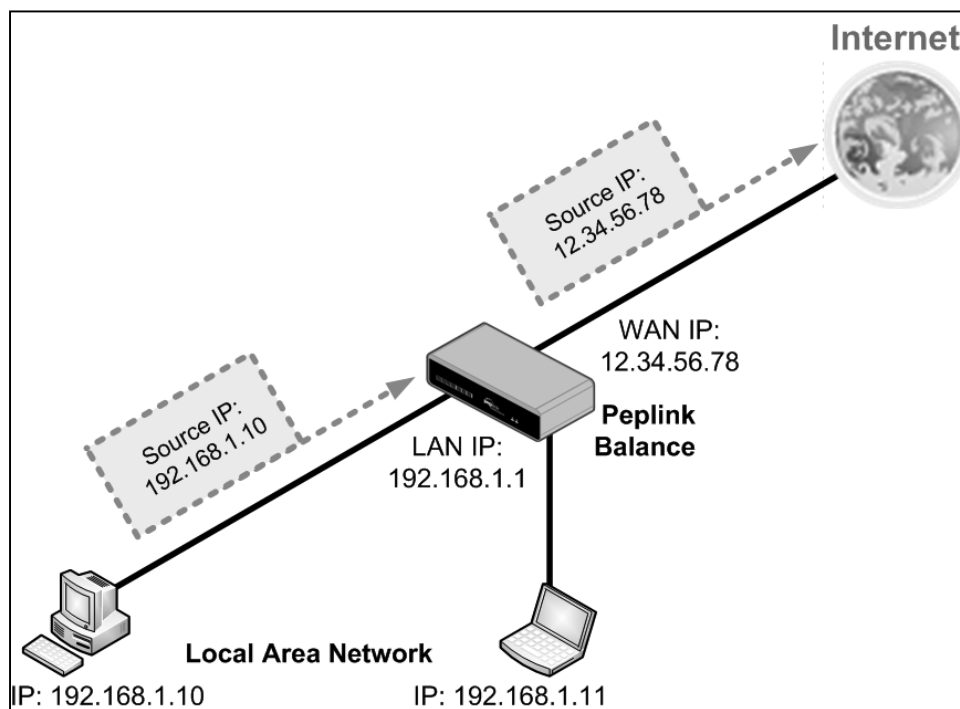 Internet
Source IP:
12.34.56.78
WAN IP:
12.34.56.78
Source IP:
192.168.1.10
Peplink
Balance
LAN IP:
192.168.1.1
Local Area Network
IP: 192.168.1.10
IP: 192.168.1.11